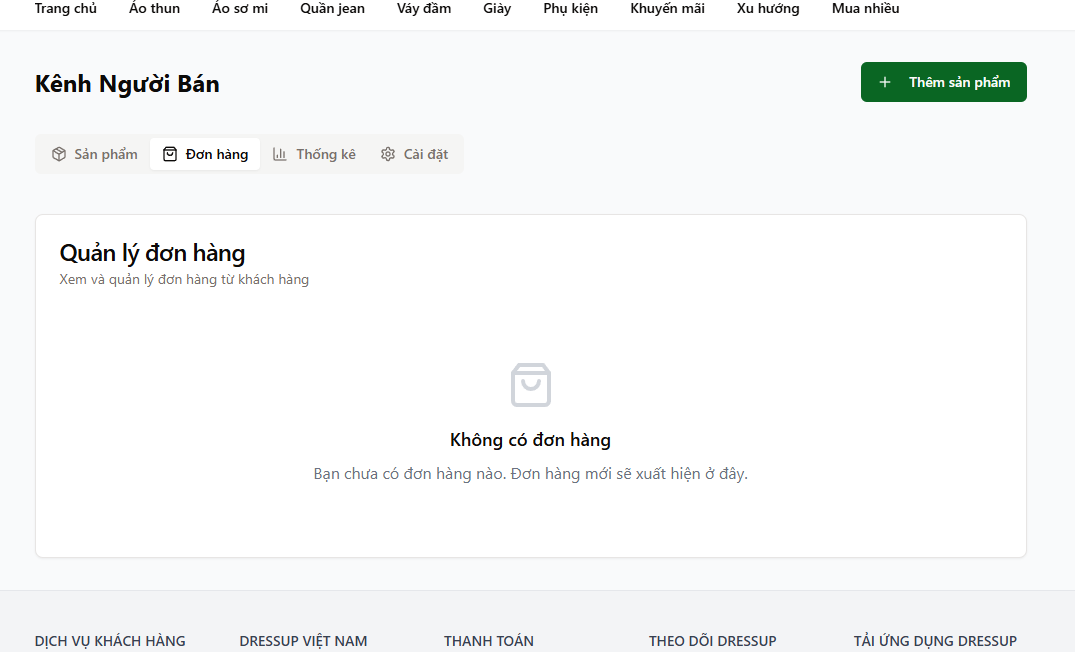 Trang chủ Áo thun Áo sơ mi Quần jean Váy đầm Giày Phụ kiện Khuyến mãi Xu hướng Mua nhiều
Kênh Người Bán
+ Thêm sản phẩm
Sản phẩm Đơn hàng Thống kê Cài đặt
Quản lý đơn hàng
Xem và quản lý đơn hàng từ khách hàng
Không có đơn hàng
Bạn chưa có đơn hàng nào. Đơn hàng mới sẽ xuất hiện ở đây.
DỊCH VỤ KHÁCH HÀNG DRESSUP VIỆT NAM THANH TOÁN THEO DÕI DRESSUP TẢI ỨNG DỤNG DRESSUP